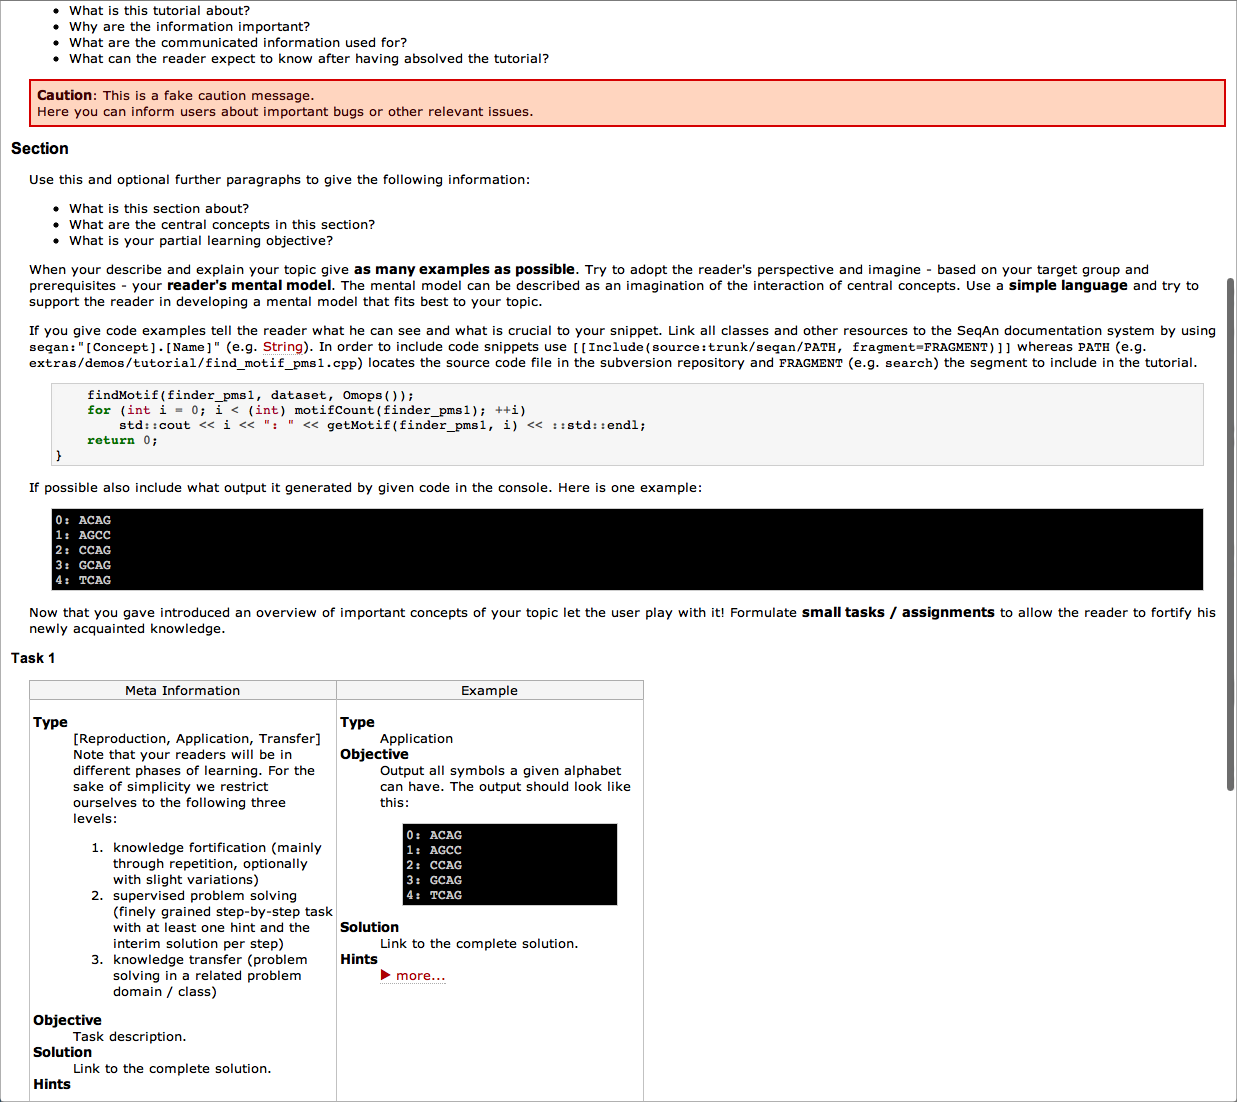 • What is this tutorial about?
• Why are the information important?
• What are the communicated information used for?
• What can the reader expect to know after having absolved the tutorial?
Caution: This is a fake caution message.
Here you can inform users about important bugs or other relevant issues.
Section
Use this and optional further paragraphs to give the following information:
• What is this section about?
• What are the central concepts in this section?
• What is your partial learning objective?
When your describe and explain your topic give as many examples as possible. Try to adopt the reader's perspective and imagine - based on your target group and
prerequisites - your reader's mental model. The mental model can be described as an imagination of the interaction of central concepts. Use a simple language and try to
support the reader in developing a mental model that fits best to your topic.
If you give code examples tell the reader what he can see and what is crucial to your snippet. Link all classes and other resources to the SeqAn documentation system by using
seqan:"[Concept].[Name]" (e.g. String). In order to include code snippets use [[Include(source:trunk/seqan/PATH, fragment=FRAGMENT)]] whereas PATH (e.g.
extras/demos/tutorial/find_motif_pms1.cpp) locates the source code file in the subversion repository and FRAGMENT (e.g. search) the segment to include in the tutorial.
findMotif(finder_pms1, dataset, Omops());
for (int i = 0; i < (int) motifCount(finder_pms1); ++i)
std::cout << i << ": " << getMotif(finder_pms1, i) << ::std::endl;
return 0;
}
If possible also include what output it generated by given code in the console. Here is one example:
0: ACAG
1: AGCC
2: CCAG
3: GCAG
4: TCAG
Now that you gave introduced an overview of important concepts of your topic let the user play with it! Formulate small tasks / assignments to allow the reader to fortify his
newly acquainted knowledge.
Task 1
Meta Information
Type
[Reproduction, Application, Transfer]
Note that your readers will be in
different phases of learning. For the
sake of simplicity we restrict
ourselves to the following three
levels:
1. knowledge fortification (mainly
through repetition, optionally
with slight variations)
2. supervised problem solving
(finely grained step-by-step task
with at least one hint and the
interim solution per step)
3. knowledge transfer (problem
solving in a related problem
domain / class)
Objective
Task description.
Solution
Link to the complete solution.
Hints
Example
Type
Application
Objective
Output all symbols a given alphabet
can have. The output should look like
this:
0: ACAG
1: AGCC
2: CCAG
3: GCAG
4: TCAG
Solution
Link to the complete solution.
Hints
▶ more...